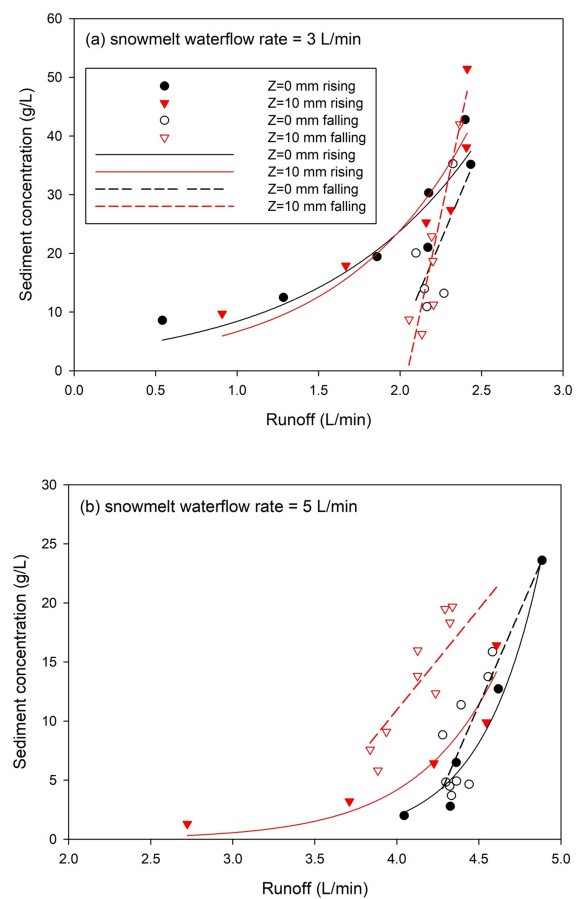 (a) snowmelt waterflow rate = 3 L/min
Z=0 mm rising
Z=10 mm rising
Z=0 mm falling
Z=10 mm falling
Z=0 mm rising
Z=10 mm rising
Z=0 mm falling
Z=10 mm falling
Sediment concentration (g/L)
60
50
40
30
20
10
0
0.0 0.5 1.0 1.5 2.0 2.5 3.0
Runoff (L/min)
(b) snowmelt waterflow rate = 5 L/min
Sediment concentration (g/L)
30
25
20
15
10
5
0
2.0 2.5 3.0 3.5 4.0 4.5 5.0
Runoff (L/min)